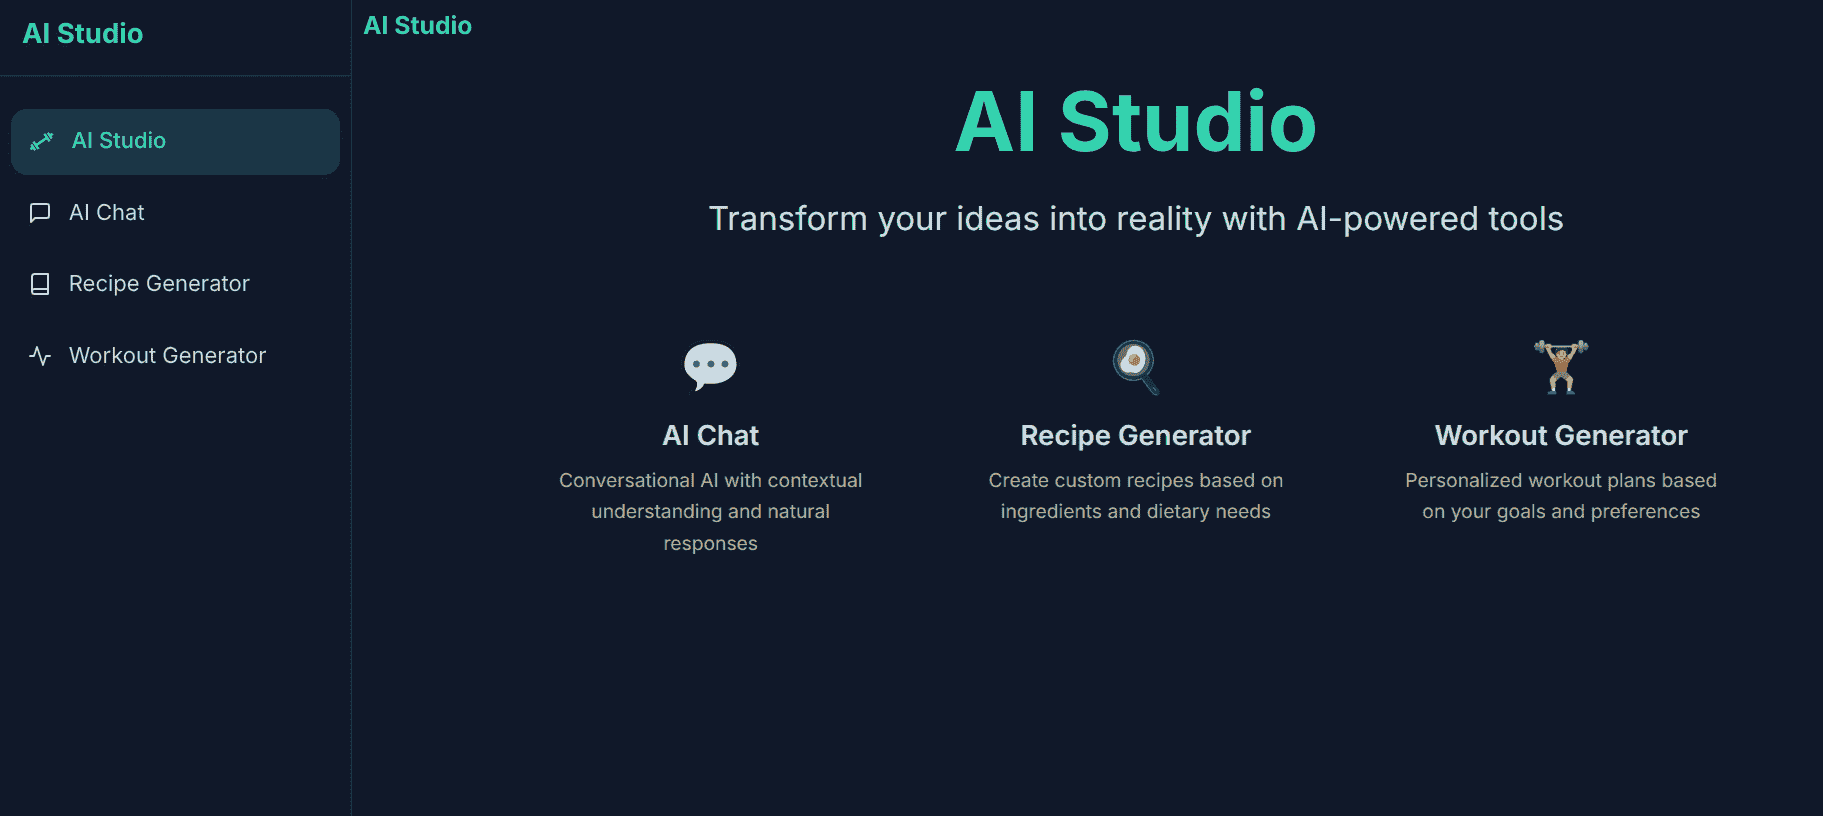 AI Studio
AI Studio
AI Chat
Recipe Generator
Workout Generator
AI Studio
AI Studio
Transform your ideas into reality with AI-powered tools
AI Chat
Conversational AI with contextual
understanding and natural
responses
Recipe Generator
Create custom recipes based on
ingredients and dietary needs
Workout Generator
Personalized workout plans based
on your goals and preferences